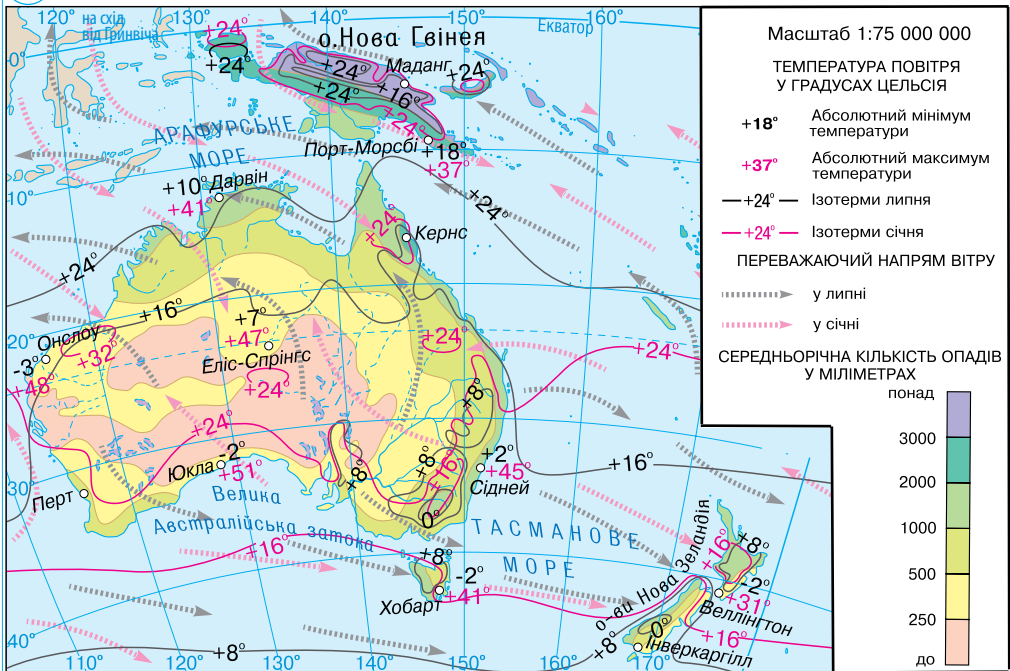 120°
130°
140°
150°
160°
на схід
від Гринвіча
Екватор
0°
+24°
+24°
о.Нова Гвінея
Маданг
+24°
+24°
+16°
+24°
+24°
АРАФУРСЬКЕ
МОРЕ
Порт-Морсбі
+18°
+37°
10°
+10°
Дарвін
+41°
+24°
+24°
Кернс
+24°
+16°
+7°
+47°
Еліс-Спрінгс
+24°
+24°
+24°
20°
Онслоу
-3°
+32°
+48°
+24°
-2°
Юкла
+51°
+8°
+8°
+8°
+16°
0°
+2°
+45°
Сідней
+16°
30°
Перт
Велика
Австралійська затока
+16°
ТАСМАНОВЕ
МОРЕ
+8°
-2°
+41°
Хобарт
о-ви Нова Зеландія
+16°
+8°
-2°
+31°
Веллінгтон
+16°
0°
+8°
Інверкаргілл
40°
110°
120°
+8°
130°
140°
150°
160°
170°
Масштаб 1:75 000 000
ТЕМПЕРАТУРА ПОВІТРЯ
У ГРАДУСАХ ЦЕЛЬСІЯ
+18° Абсолютний мінімум
температури
+37° Абсолютний максимум
температури
+24° Ізотерми липня
+24° Ізотерми січня
ПЕРЕВАЖАЮЧИЙ НАПРЯМ ВІТРУ
у липні
у січні
СЕРЕДНЬОРІЧНА КІЛЬКІСТЬ ОПАДІВ
У МІЛІМЕТРАХ
понад
3000
2000
1000
500
250
до